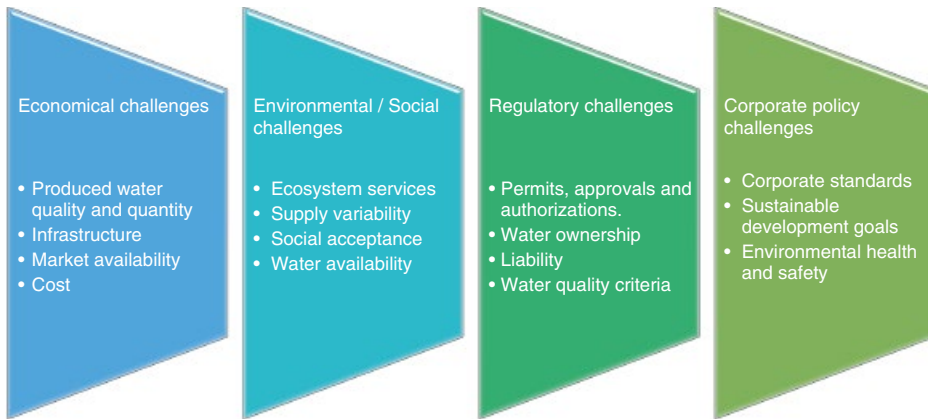 Economical challenges
• Produced water
quality and quantity
• Infrastructure
• Market availability
• Cost
Environmental / Social
challenges
• Ecosystem services
• Supply variability
• Social acceptance
• Water availability
Regulatory challenges
• Permits, approvals and
authorizations.
• Water ownership
• Liability
• Water quality criteria
Corporate policy
challenges
• Corporate standards
• Sustainable
development goals
• Environmental health
and safety